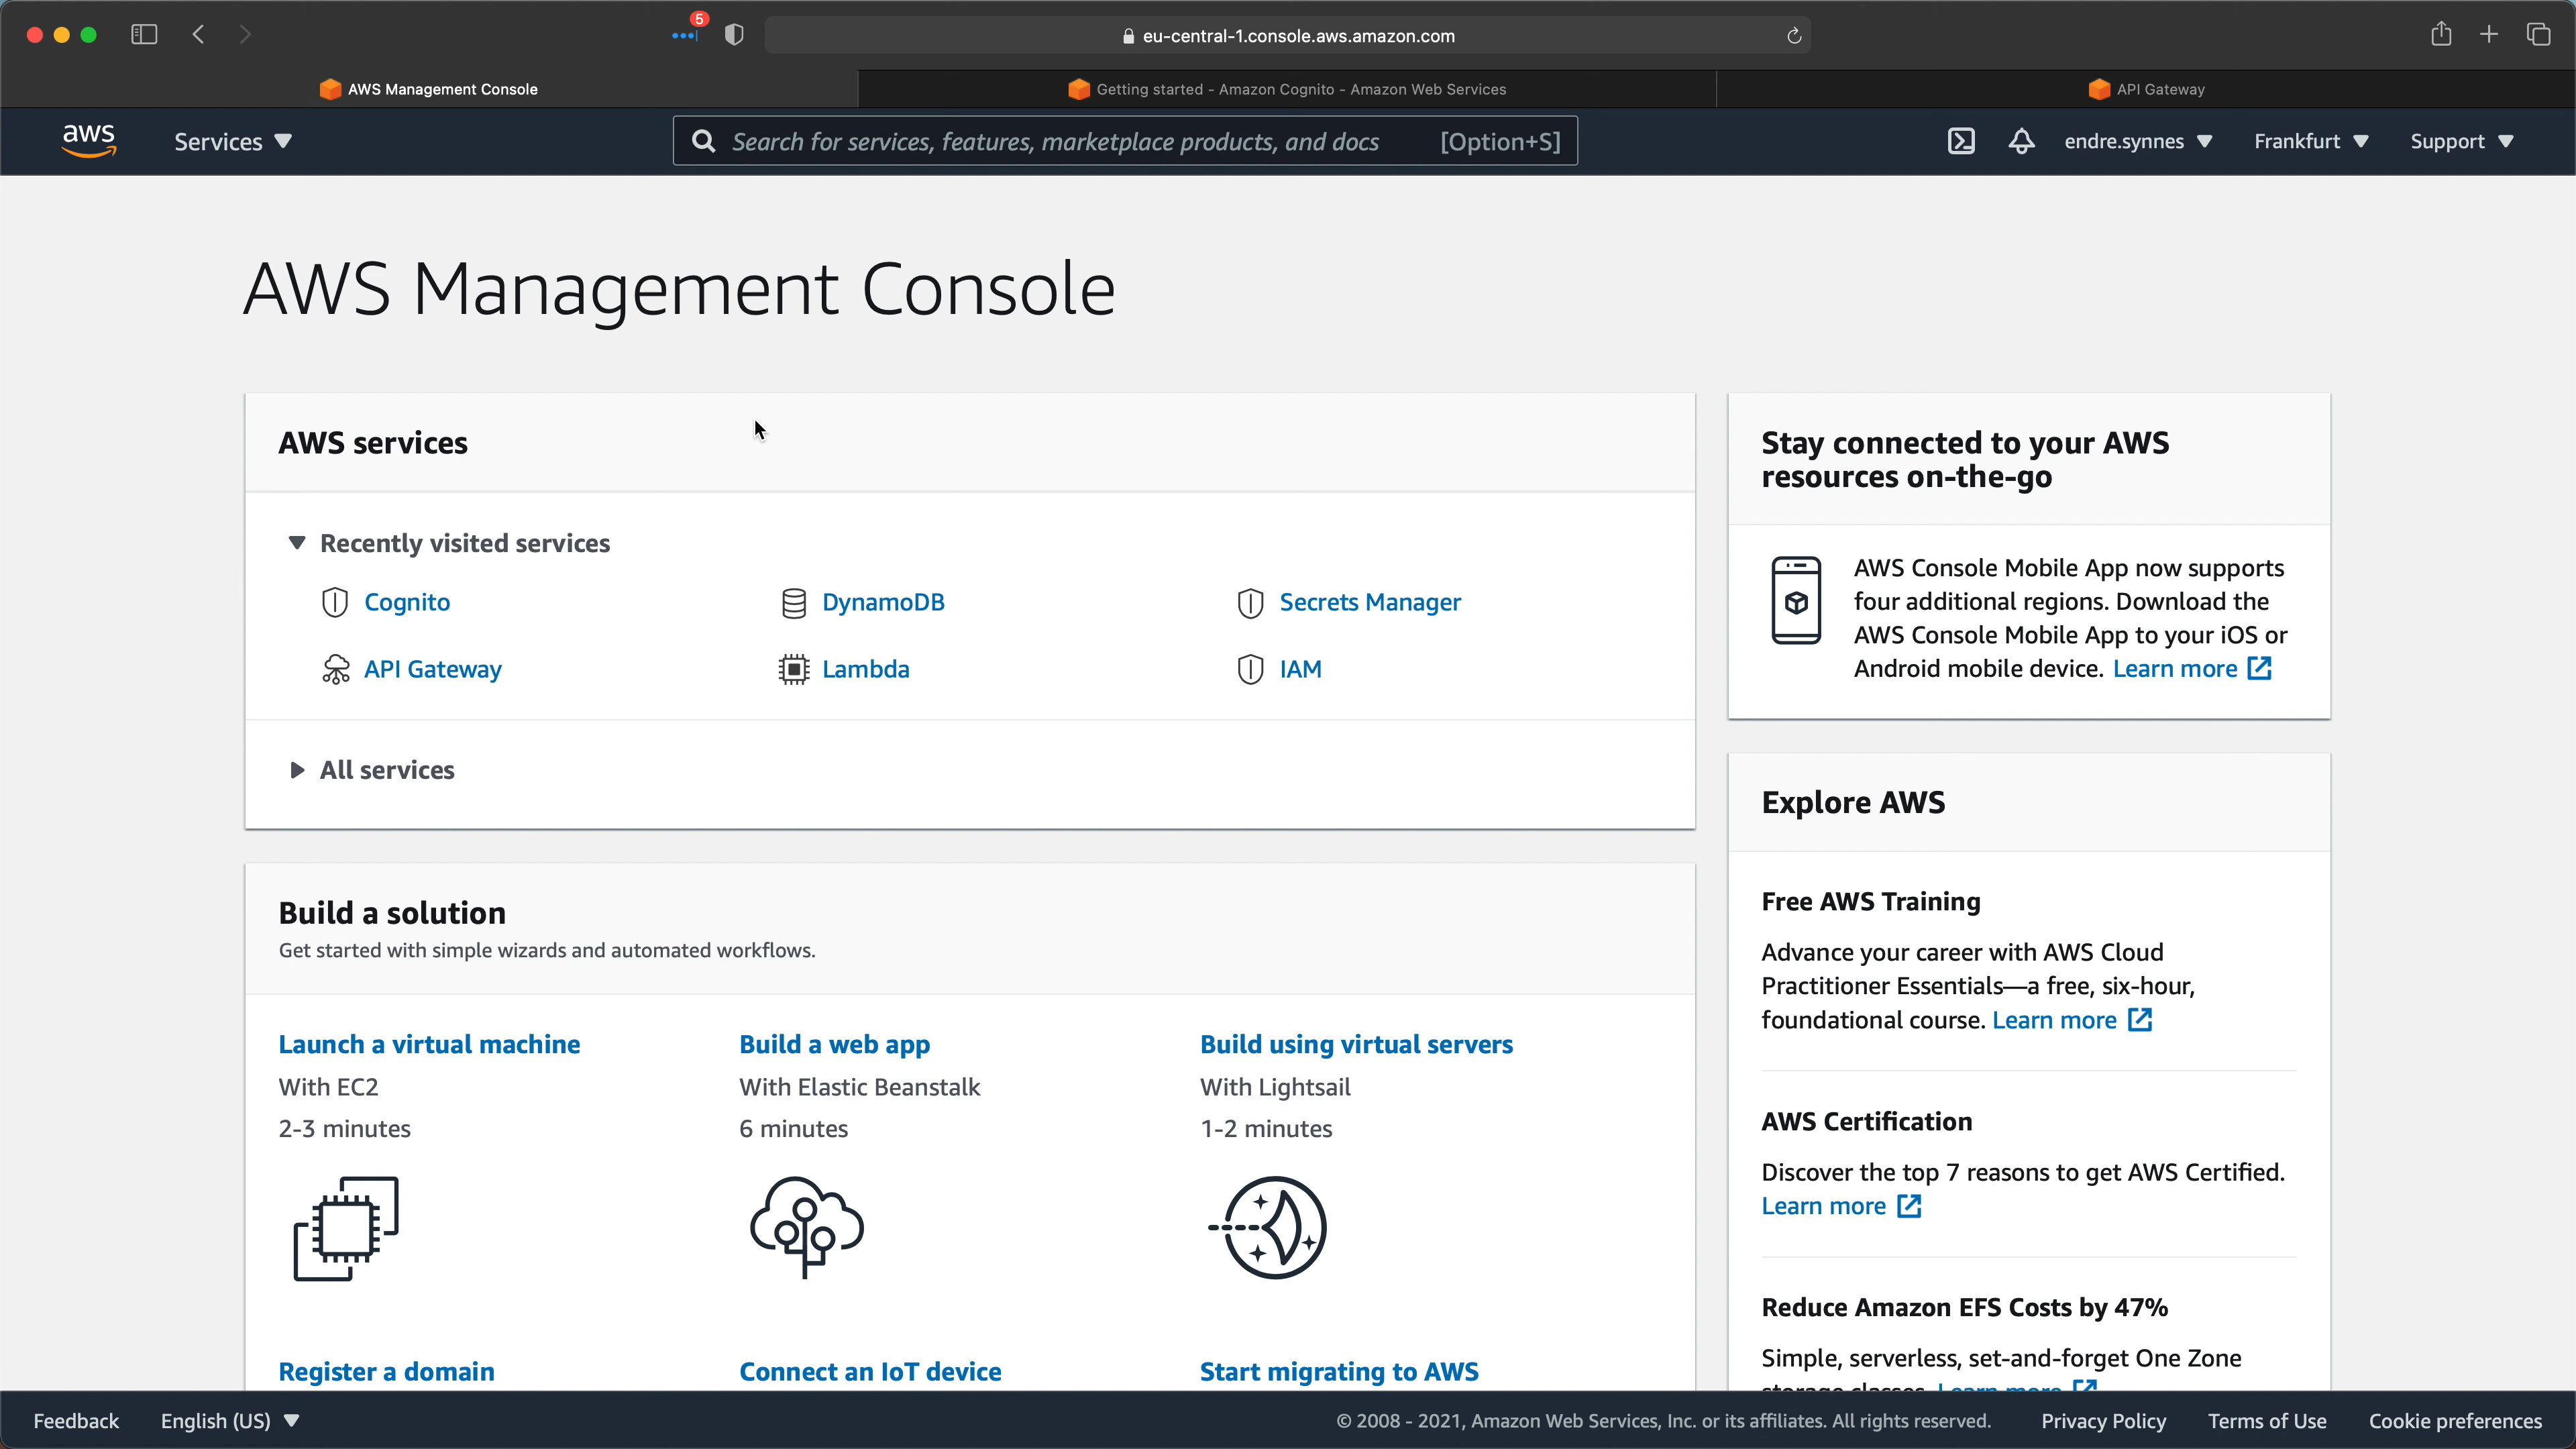 5
eu-central-1.console.aws.amazon.com
AWS Management Console
Getting started - Amazon Cognito - Amazon Web Services
API Gateway
aws
Services
Search for services, features, marketplace products, and docs [Option+S]
endre.synnes
Frankfurt
Support
AWS Management Console
AWS services
Recently visited services
Cognito
DynamoDB
Secrets Manager
API Gateway
Lambda
IAM
All services
Stay connected to your AWS
resources on-the-go
AWS Console Mobile App now supports
four additional regions. Download the
AWS Console Mobile App to your iOS or
Android mobile device. Learn more
Build a solution
Get started with simple wizards and automated workflows.
Launch a virtual machine
With EC2
2-3 minutes
Build a web app
With Elastic Beanstalk
6 minutes
Build using virtual servers
With Lightsail
1-2 minutes
Register a domain
Connect an IoT device
Start migrating to AWS
Explore AWS
Free AWS Training
Advance your career with AWS Cloud
Practitioner Essentials—a free, six-hour,
foundational course. Learn more
AWS Certification
Discover the top 7 reasons to get AWS Certified.
Learn more
Reduce Amazon EFS Costs by 47%
Simple, serverless, set-and-forget One Zone
storage classes. Learn more
Feedback
English (US)
© 2008 - 2021, Amazon Web Services, Inc. or its affiliates. All rights reserved.
Privacy Policy
Terms of Use
Cookie preferences